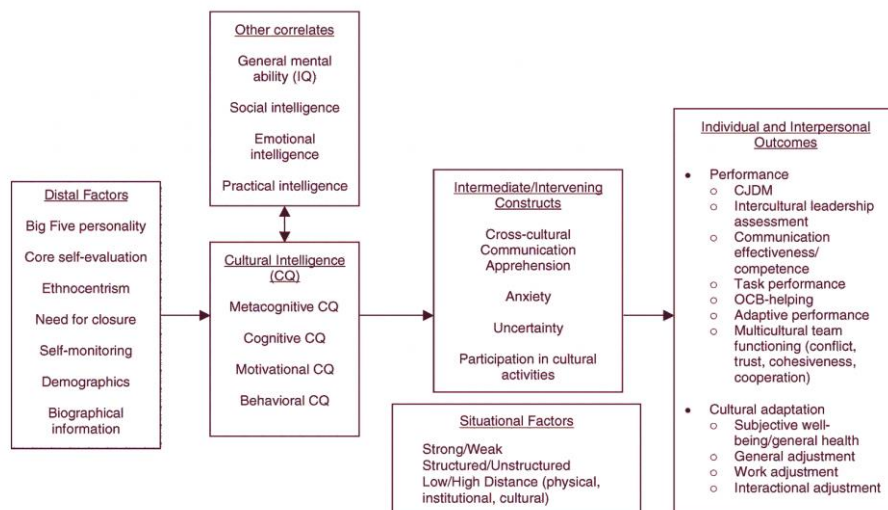 Other correlates
General mental
ability (IQ)
Social intelligence
Emotional
intelligence
Practical intelligence
Distal Factors
Big Five personality
Core self-evaluation
Ethnocentrism
Need for closure
Self-monitoring
Demographics
Biographical
information
Cultural Intelligence
(CQ)
Metacognitive CQ
Cognitive CQ
Motivational CQ
Behavioral CQ
Intermediate/Intervening
Constructs
Cross-cultural
Communication
Apprehension
Anxiety
Uncertainty
Participation in cultural
activities
Situational Factors
Strong/Weak
Structured/Unstructured
Low/High Distance (physical,
institutional, cultural)
Individual and Interpersonal
Outcomes
• Performance
o CJDM
o Intercultural leadership
assessment
o Communication
effectiveness/
competence
o Task performance
o OCB-helping
o Adaptive performance
o Multicultural team
functioning (conflict,
trust, cohesiveness,
cooperation)
• Cultural adaptation
o Subjective well-
being/general health
o General adjustment
o Work adjustment
o Interactional adjustment